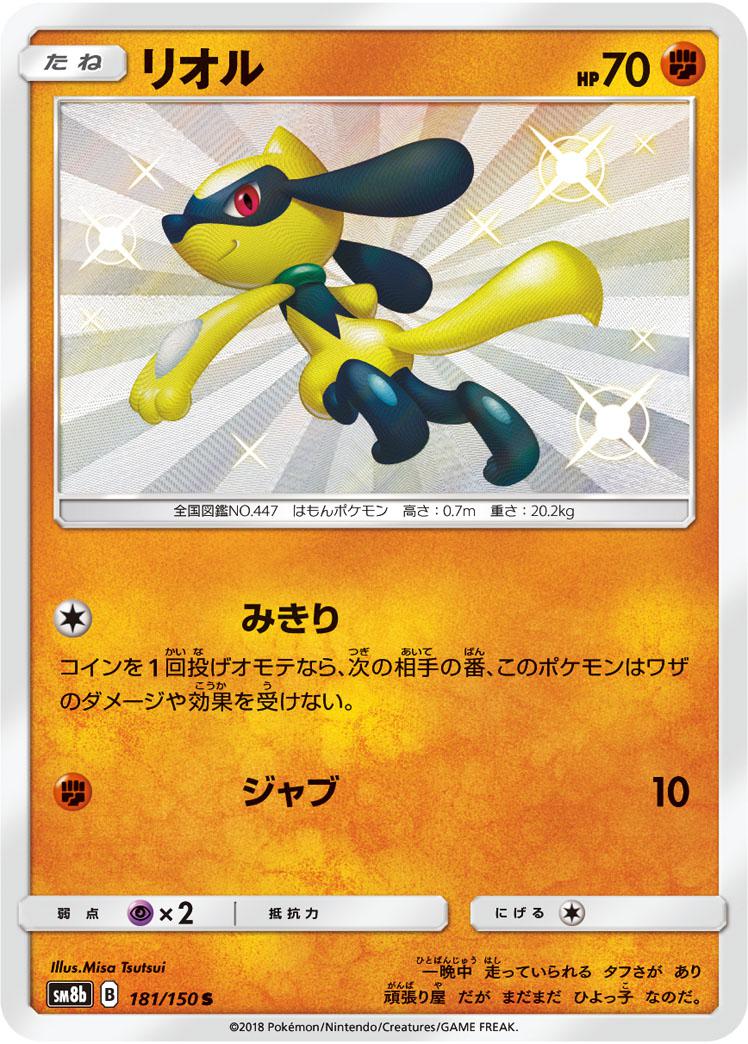 たね リオル HP70
全国図鑑NO.447 はもんポケモン 高さ：0.7m 重さ：20.2kg
みきり
コインを1回投げオモテなら、次の相手の番、このポケモンはワザ
のダメージや効果を受けない。
ジャブ 10
弱点 ×2 抵抗力 にげる
Illus.Misa Tsutsui
sm8b B 181/150 S
一晩中 走っていられる タフさが あり
頑張り屋 だが まだまだ ひよっ子 なのだ。
©2018 Pokémon/Nintendo/Creatures/GAME FREAK.